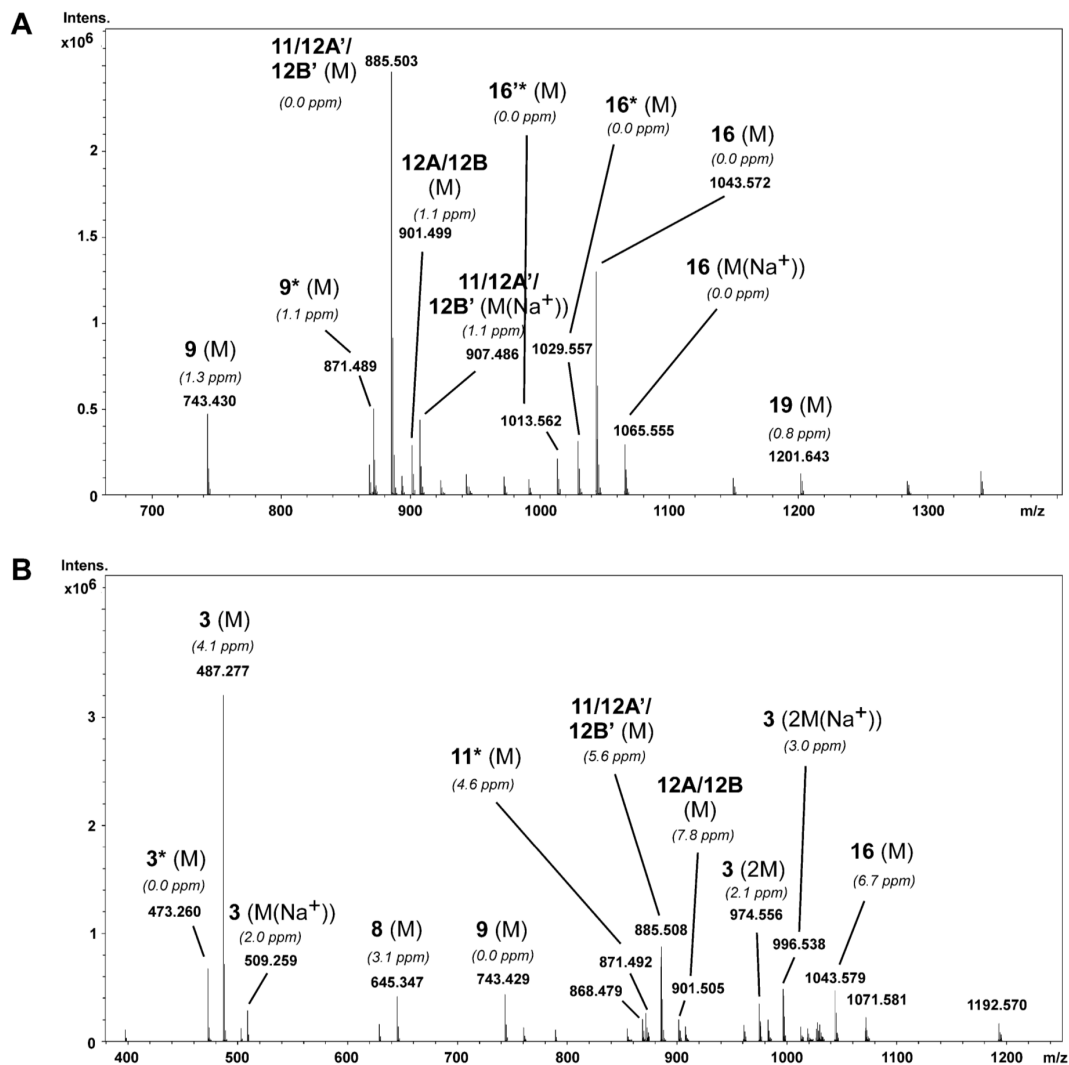 A
Intens.
x10⁶
11/12A'/
12B' (M)
(0.0 ppm)
885.503
16'* (M)
(0.0 ppm)
16* (M)
(0.0 ppm)
16 (M)
(0.0 ppm)
1043.572
2
12A/12B
(M)
(1.1 ppm)
901.499
1.5
9* (M)
(1.1 ppm)
11/12A'/
12B' (M(Na⁺))
(1.1 ppm)
907.486
16 (M(Na⁺))
(0.0 ppm)
1
9 (M)
(1.3 ppm)
743.430
871.489
1029.557
0.5
1013.562
1065.555
19 (M)
(0.8 ppm)
1201.643
0
700 800 900 1000 1100 1200 1300 m/z
B
Intens.
x10⁶
3 (M)
(4.1 ppm)
487.277
3
11/12A'/
12B' (M)
(5.6 ppm)
3 (2M(Na⁺))
(3.0 ppm)
11* (M)
(4.6 ppm)
12A/12B
(M)
(7.8 ppm)
2
3* (M)
(0.0 ppm)
473.260
3 (M(Na⁺))
(2.0 ppm)
509.259
8 (M)
(3.1 ppm)
645.347
9 (M)
(0.0 ppm)
743.429
3 (2M)
(2.1 ppm)
974.556
16 (M)
(6.7 ppm)
1
885.508
996.538
871.492
868.479
901.505
1043.579
1071.581
1192.570
0
400 500 600 700 800 900 1000 m/z 1100 1200